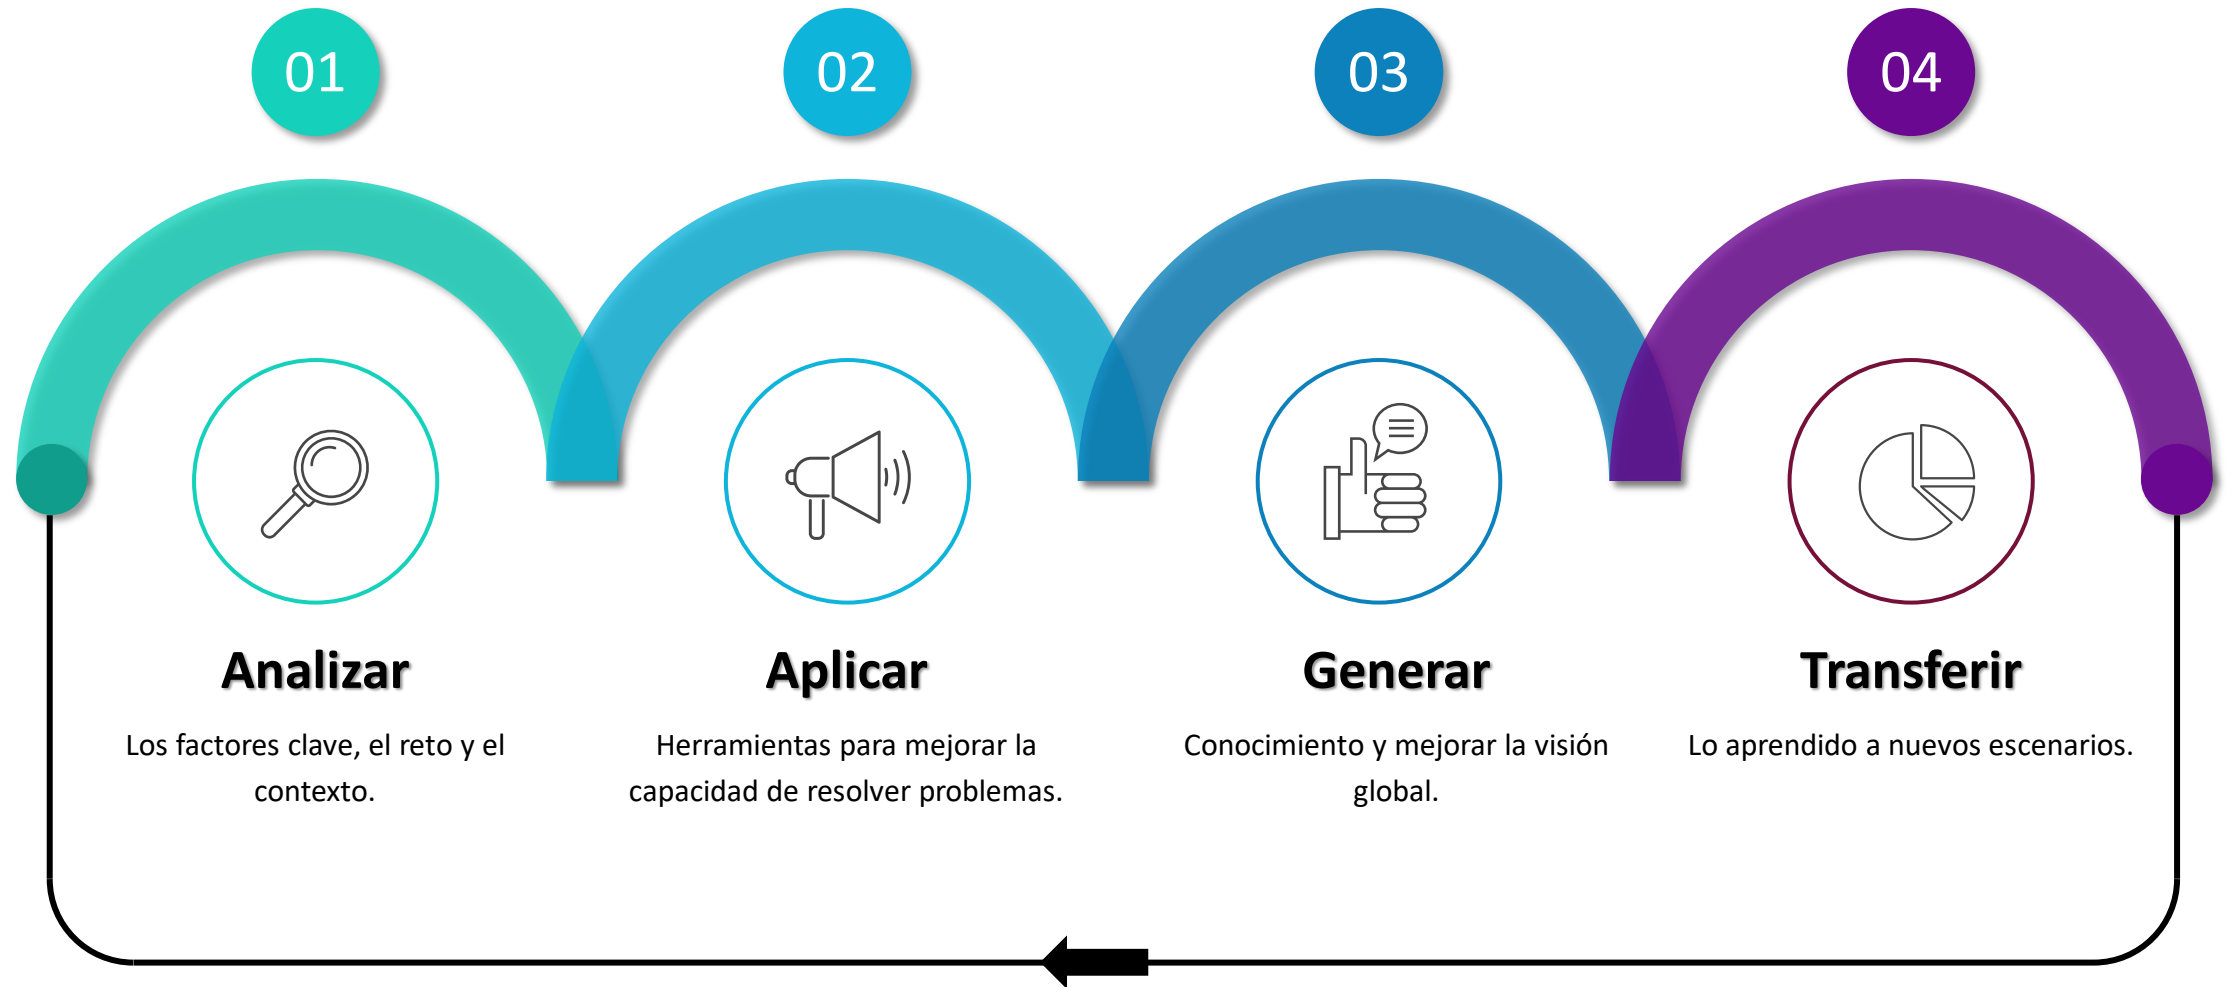 01
02
03
04
Analizar
Los factores clave, el reto y el
contexto.
Aplicar
Herramientas para mejorar la
capacidad de resolver problemas.
Generar
Conocimiento y mejorar la visión
global.
Transferir
Lo aprendido a nuevos escenarios.